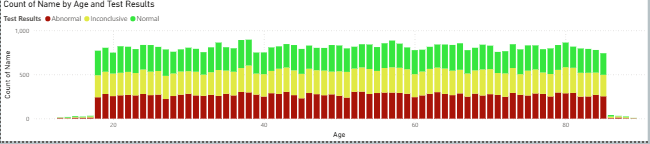 Count of Name by Age and Test Results
Test Results Abnormal Inconclusive Normal
1,000
500
0
Count of Name
20 40 60 80
Age